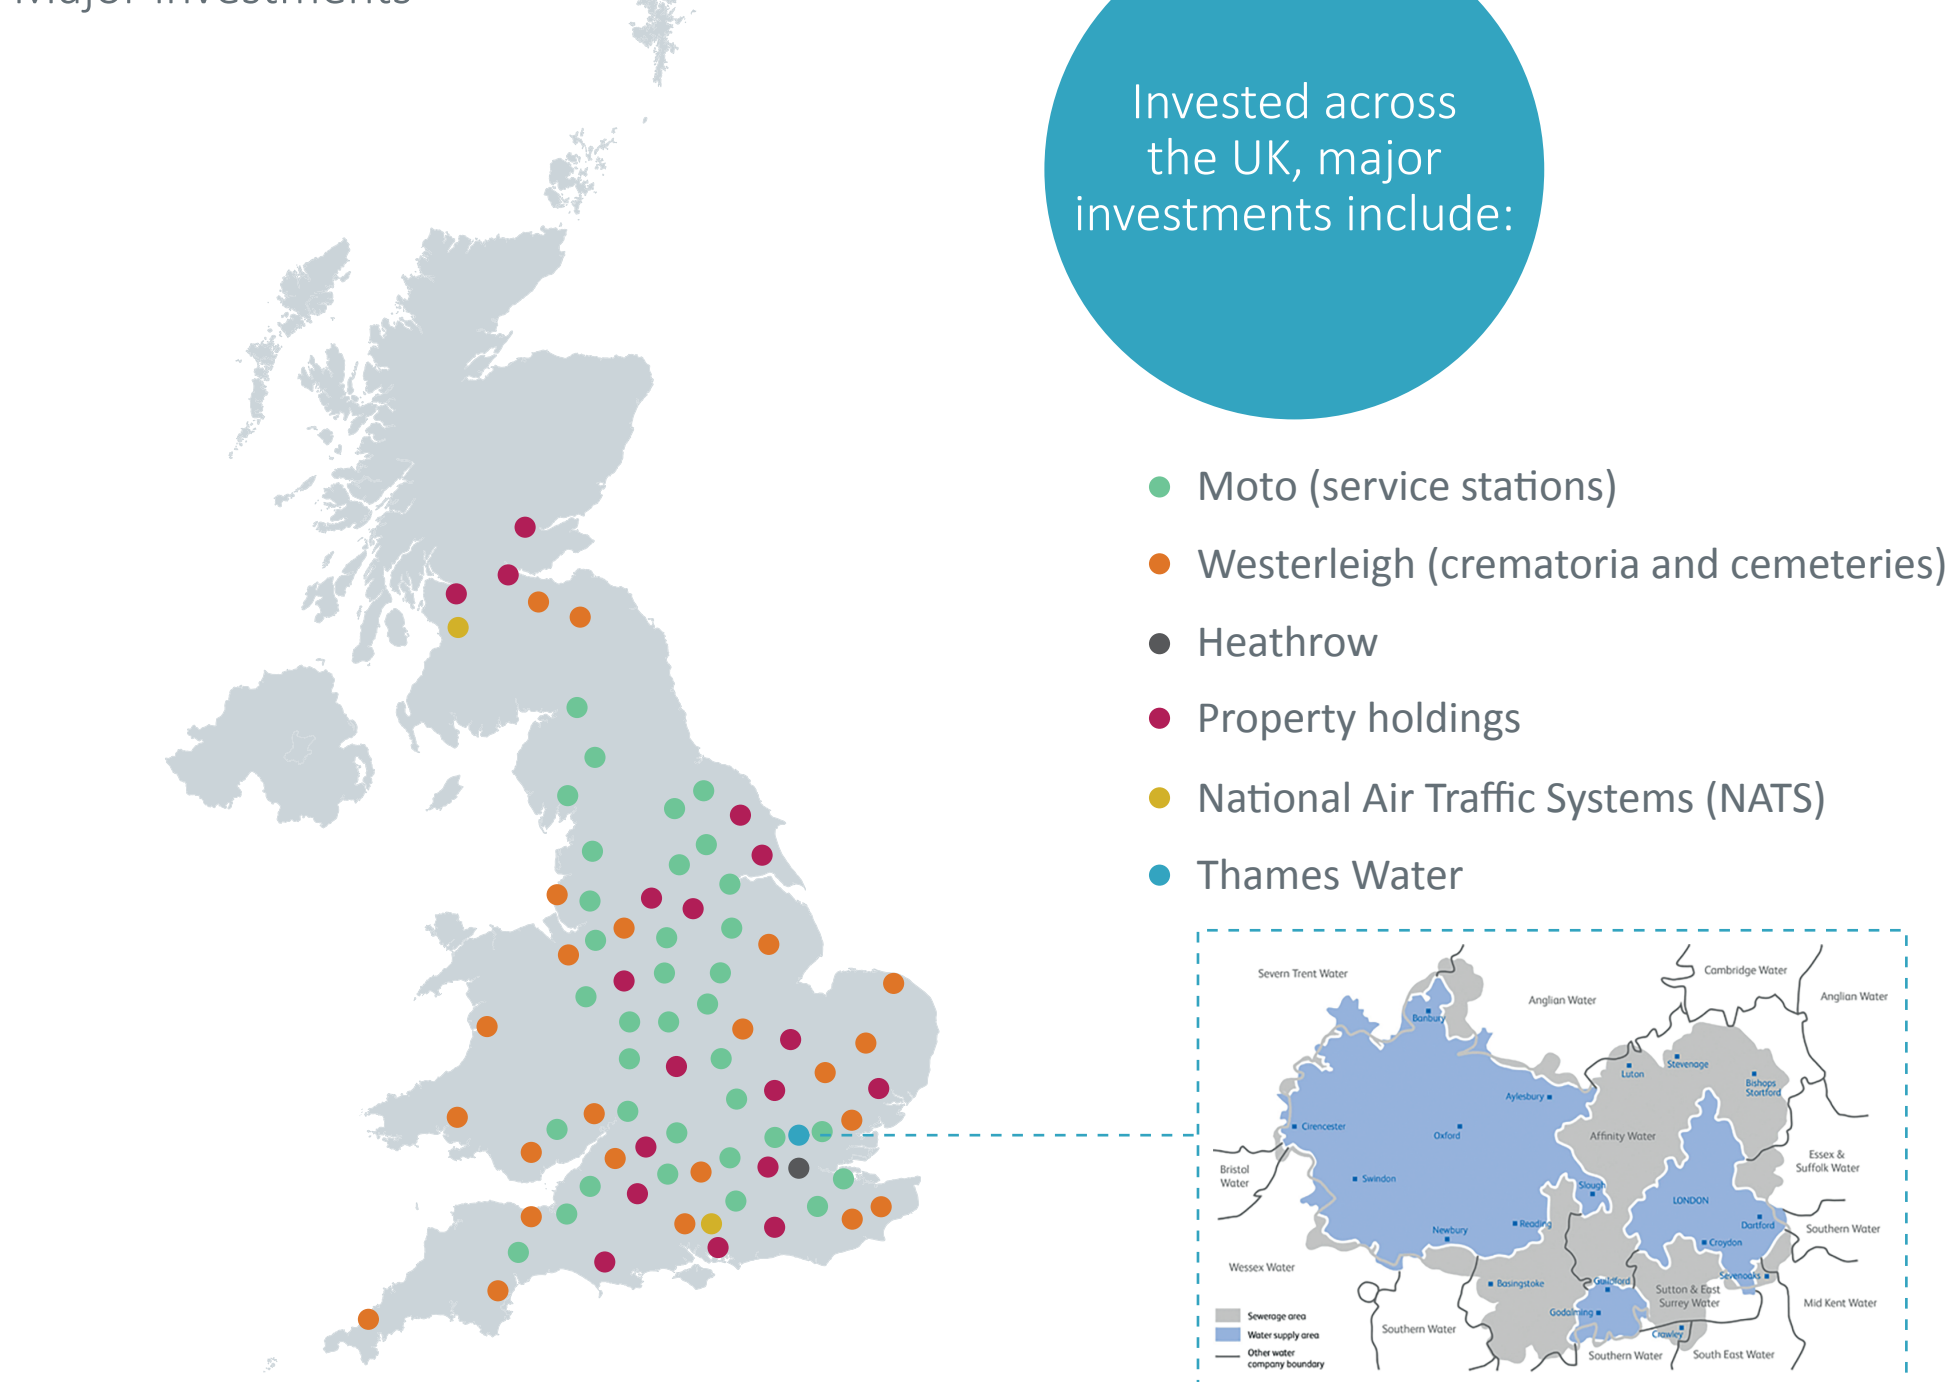 Major Investments
Invested across
the UK, major
investments include:
Moto (service stations)
Westerleigh (crematoria and cemeteries)
Heathrow
Property holdings
National Air Traffic Systems (NATS)
Thames Water
Severn Trent Water
Cambridge Water
Anglian Water
Anglian Water
Banbury
Stevenage
Luton
Bishops
Stortford
Aylesbury
Cirencester
Oxford
Affinity Water
Essex &
Suffolk Water
Bristol
Water
Swindon
Slough
LONDON
Newbury
Reading
Dartford
Southern Water
Croydon
Wessex Water
Basingstoke
Guildford
Sevenoaks
Sutton & East
Surrey Water
Mid Kent Water
Godalming
Southern Water
Crawley
Southern Water
South East Water
Sewerage area
Water supply area
Other water
company boundary